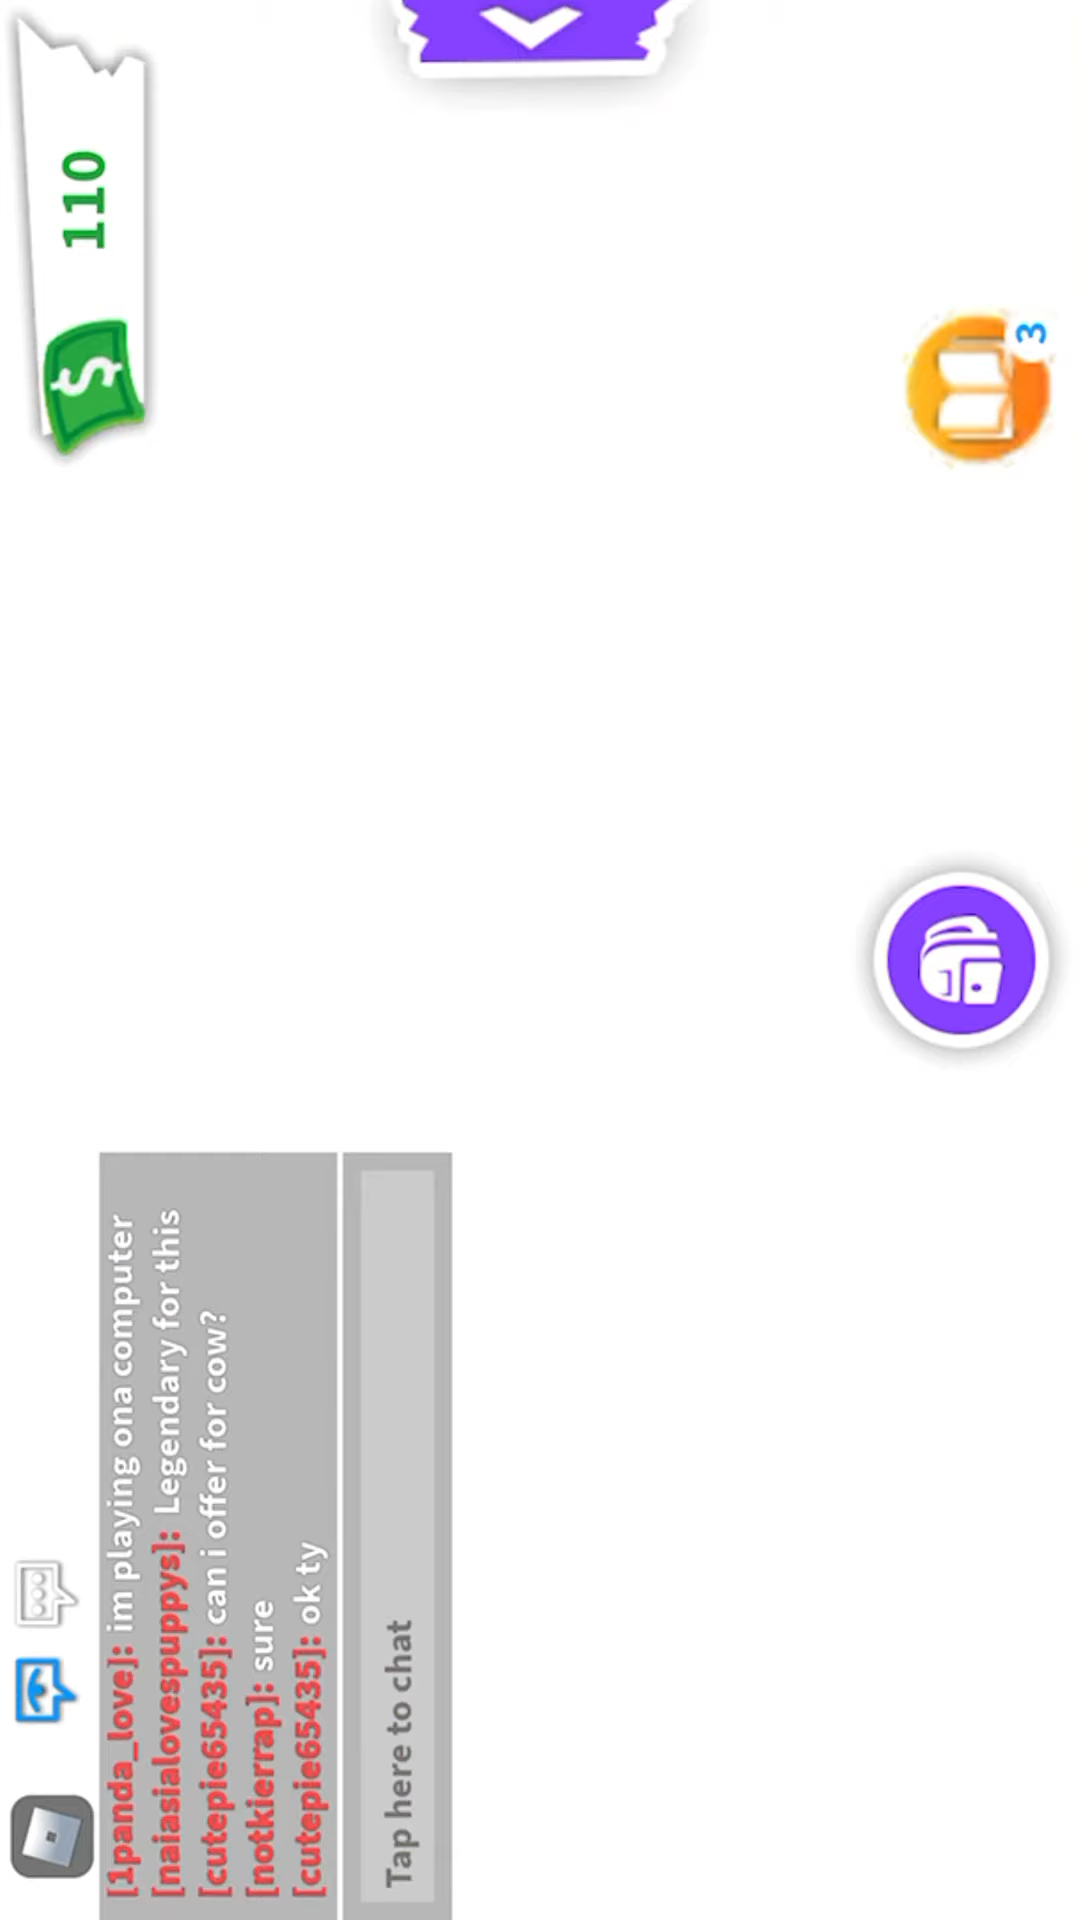 [1panda_love]: im playing ona computer
[naiasialovespuppys]: Legendary for this
[cutepie65435]: can i offer for cow?
[notkierrap]: sure
[cutepie65435]: ok ty
Tap here to chat
$ 110
3